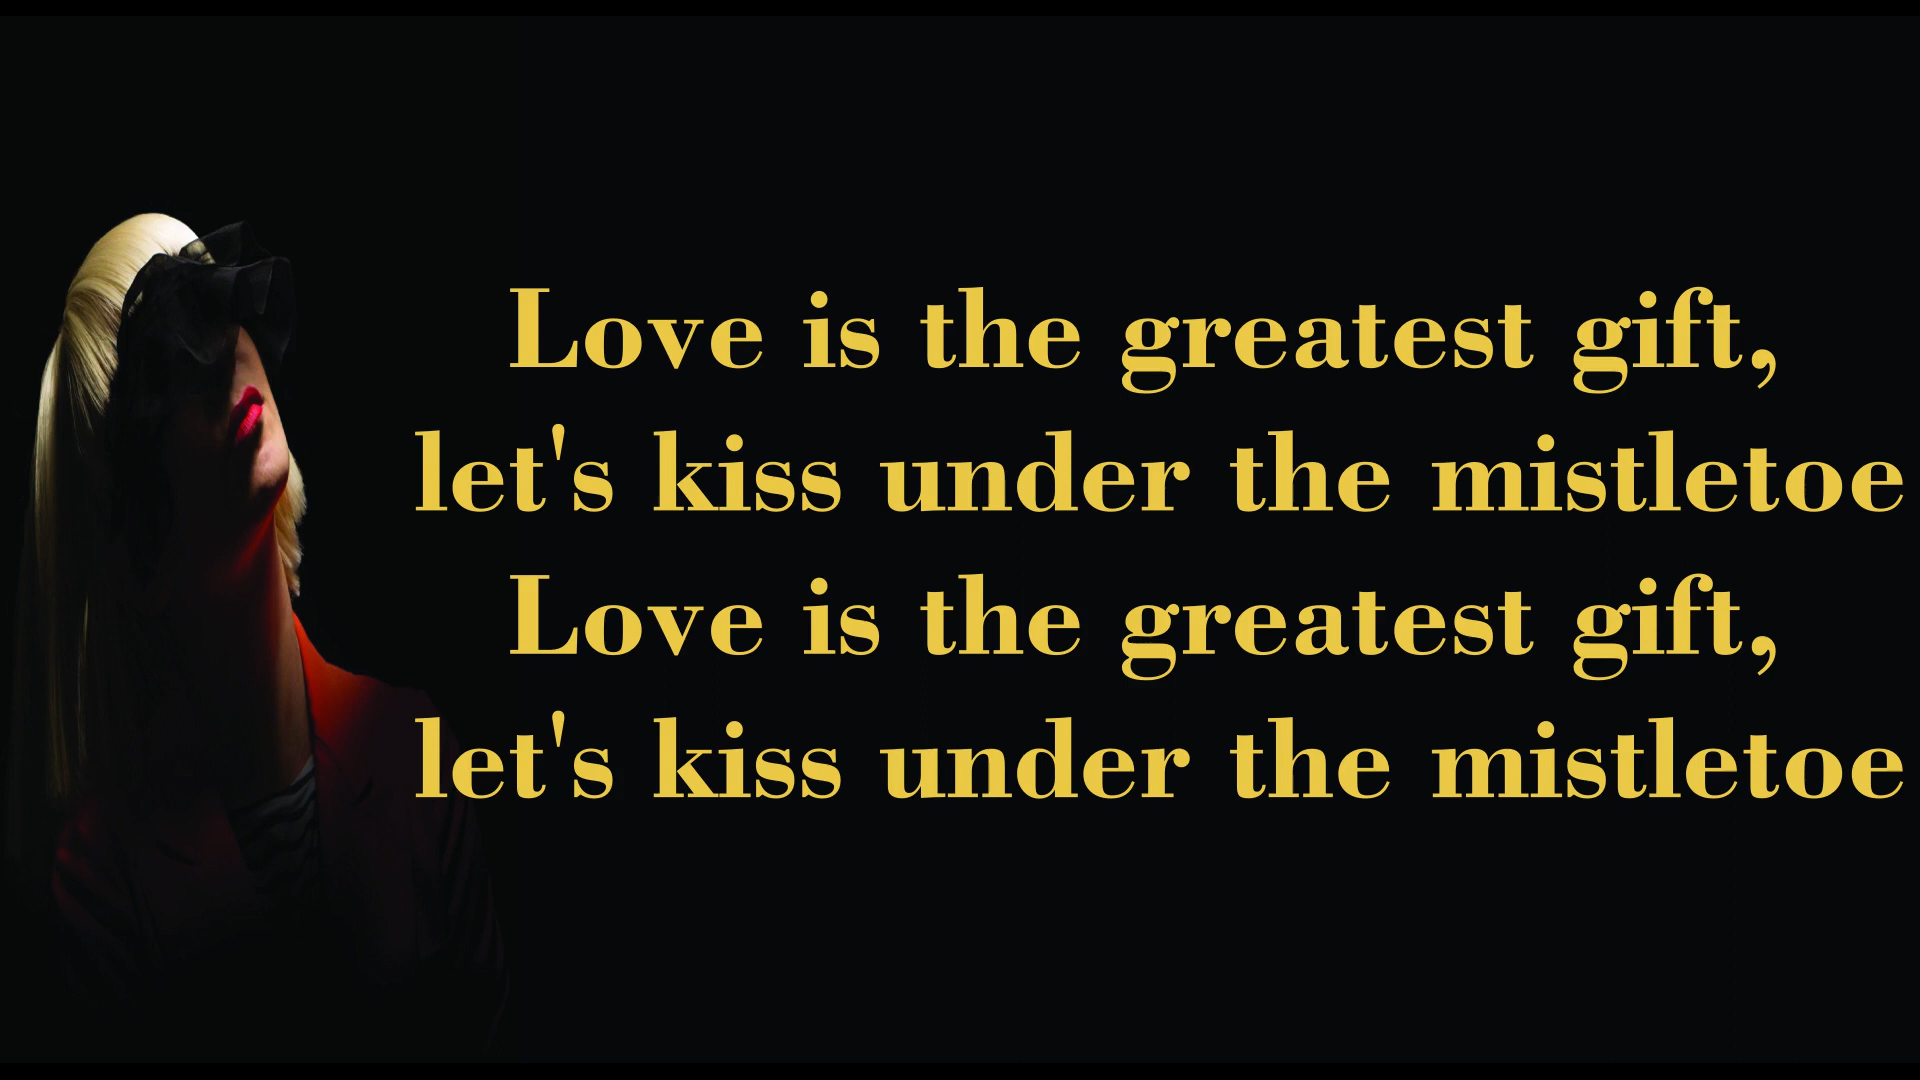 Love is the greatest gift,
let's kiss under the mistletoe
Love is the greatest gift,
let's kiss under the mistletoe